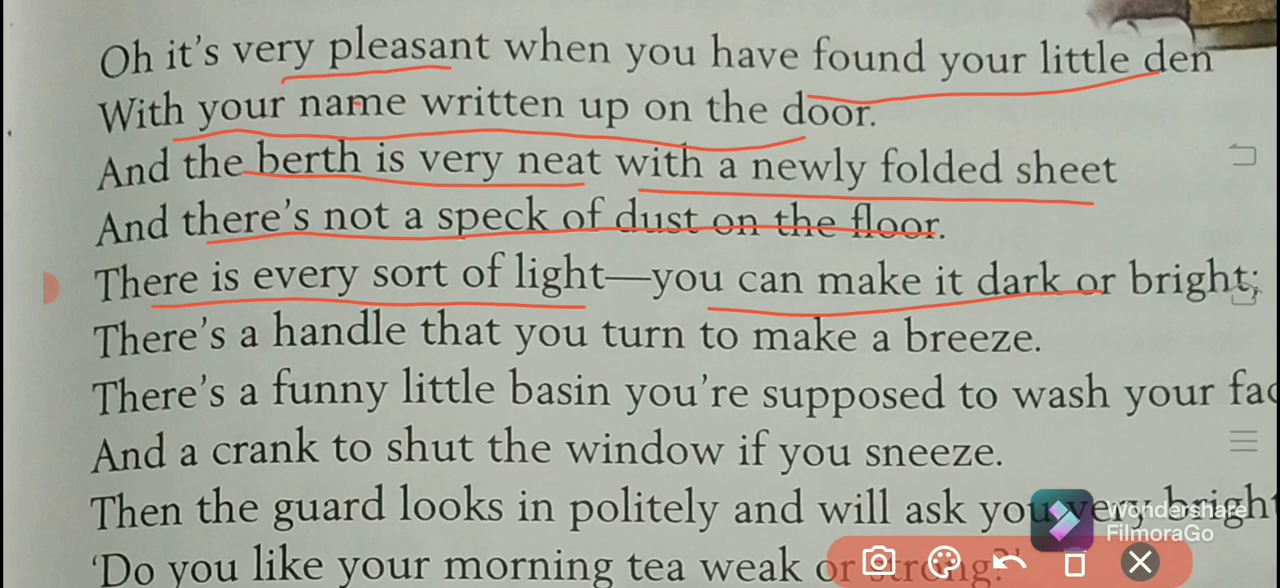 Oh it's very pleasant when you have found your little den
With your name written up on the door.
And the berth is very neat with a newly folded sheet
And there's not a speck of dust on the floor.
There is every sort of light—you can make it dark or bright;
There's a handle that you turn to make a breeze.
There's a funny little basin you're supposed to wash your fac
And a crank to shut the window if you sneeze.
Then the guard looks in politely and will ask you very bright
'Do you like your morning tea weak or strong?'
Wondershare
FilmoraGo